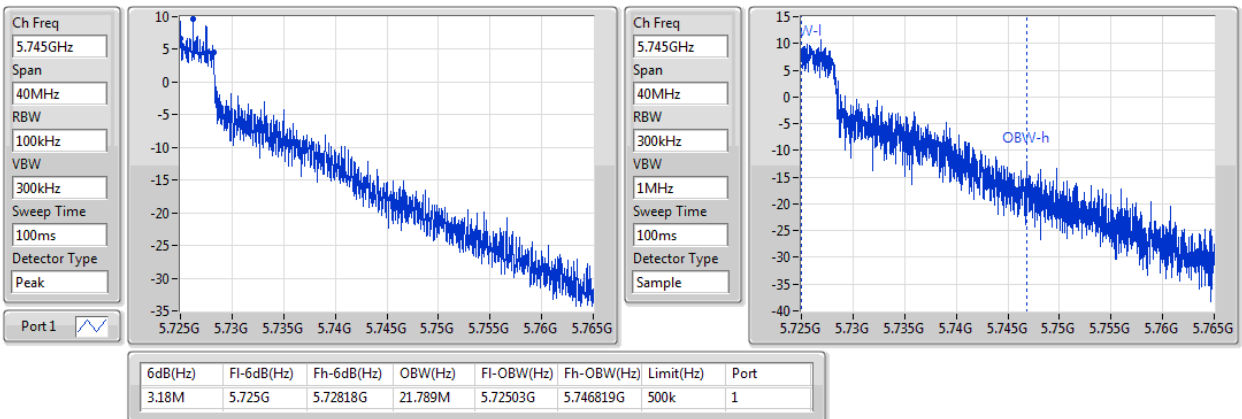 Ch Freq
5.745GHz
Span
40MHz
RBW
100kHz
VBW
300kHz
Sweep Time
100ms
Detector Type
Peak
Port 1
10
5
0
-5
-10
-15
-20
-25
-30
-35
5.725G 5.73G 5.735G 5.74G 5.745G 5.75G 5.755G 5.76G 5.765G
Ch Freq
5.745GHz
Span
40MHz
RBW
300kHz
VBW
1MHz
Sweep Time
100ms
Detector Type
Sample
15
10
5
0
-5
-10
-15
-20
-25
-30
-35
-40
W-l
OBW-h
5.725G 5.73G 5.735G 5.74G 5.745G 5.75G 5.755G 5.76G 5.765G
6dB(Hz) Fl-6dB(Hz) Fh-6dB(Hz) OBW(Hz) Fl-OBW(Hz) Fh-OBW(Hz) Limit(Hz) Port
3.18M 5.725G 5.72818G 21.789M 5.72503G 5.746819G 500k 1